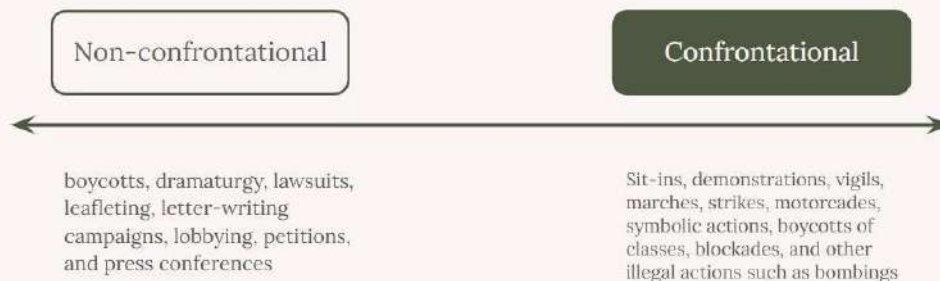 Non-confrontational
Confrontational
boycotts, dramaturgy, lawsuits,
leafleting, letter-writing
campaigns, lobbying, petitions,
and press conferences
Sit-ins, demonstrations, vigils,
marches, strikes, motorcades,
symbolic actions, boycotts of
classes, blockades, and other
illegal actions such as bombings